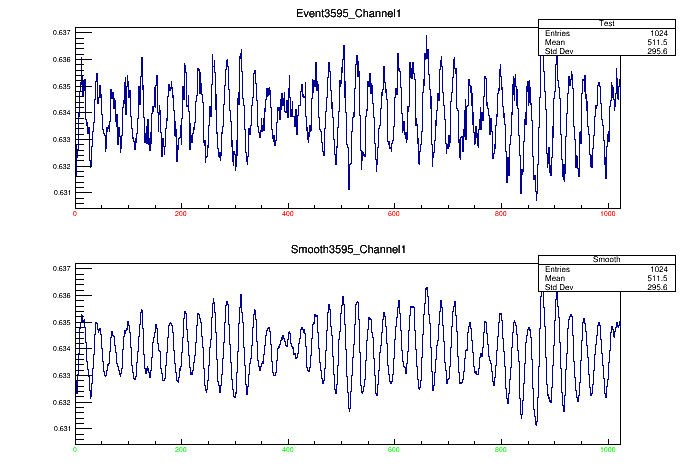 Event3595_Channel1
Test
Entries 1024
Mean 511.5
Std Dev 295.6
0.637
0.636
0.635
0.634
0.633
0.632
0.631
0 200 400 600 800 1000
Smooth3595_Channel1
Smooth
Entries 1024
Mean 511.5
Std Dev 295.6
0.637
0.636
0.635
0.634
0.633
0.632
0.631
0 200 400 600 800 1000